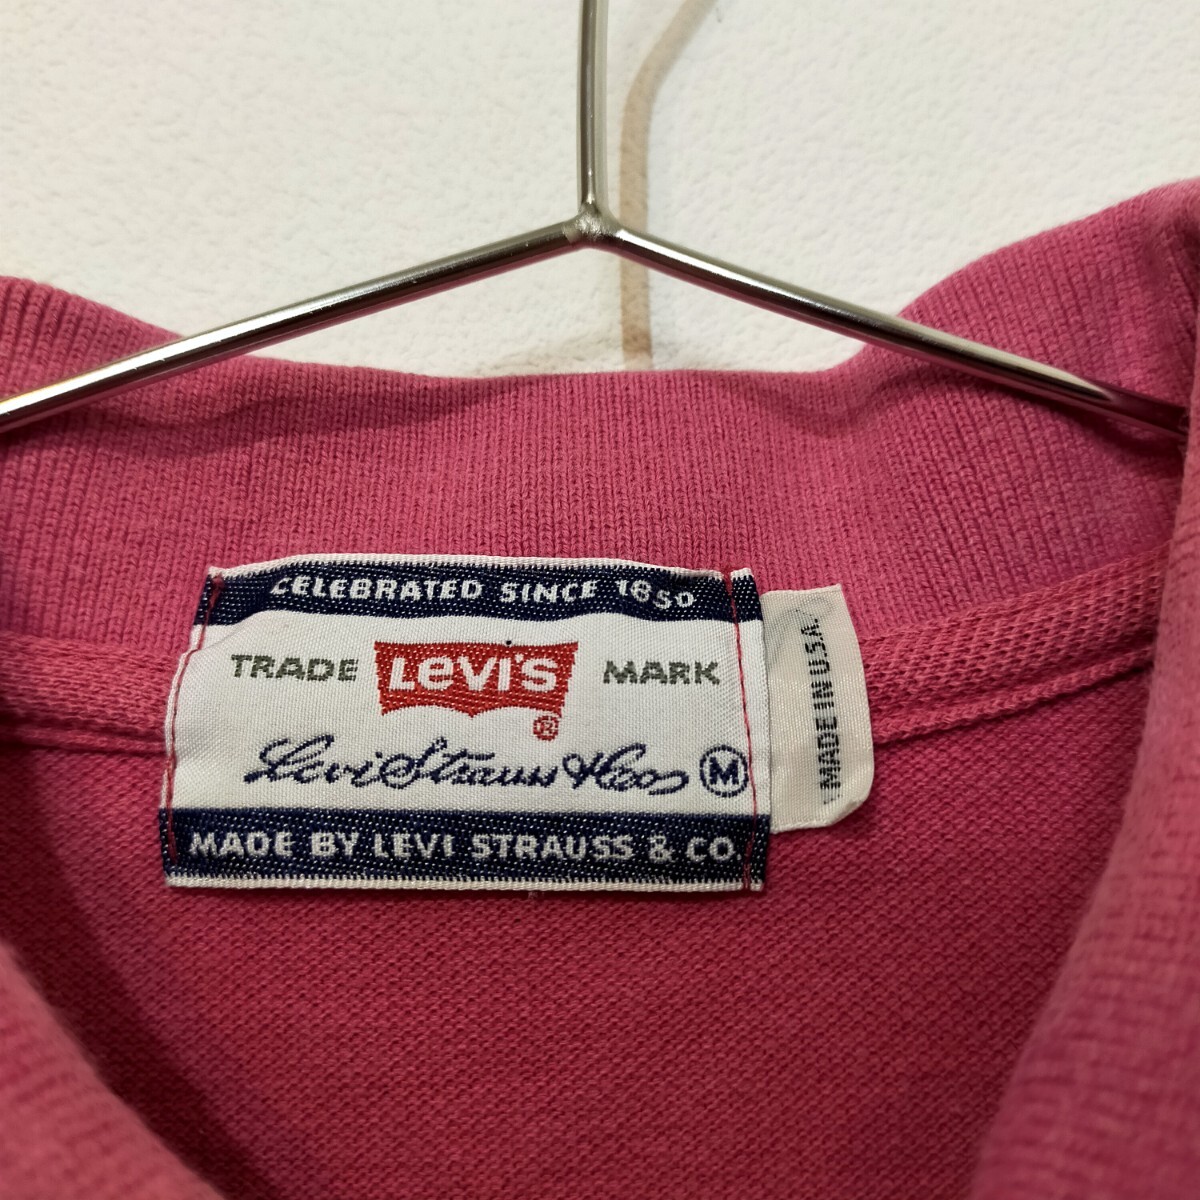 CELEBRATED SINCE 1850
TRADE LEVI'S ® MARK
Levi Strauss & Co Ⓜ
MADE BY LEVI STRAUSS & CO.
MADE IN U.S.A.